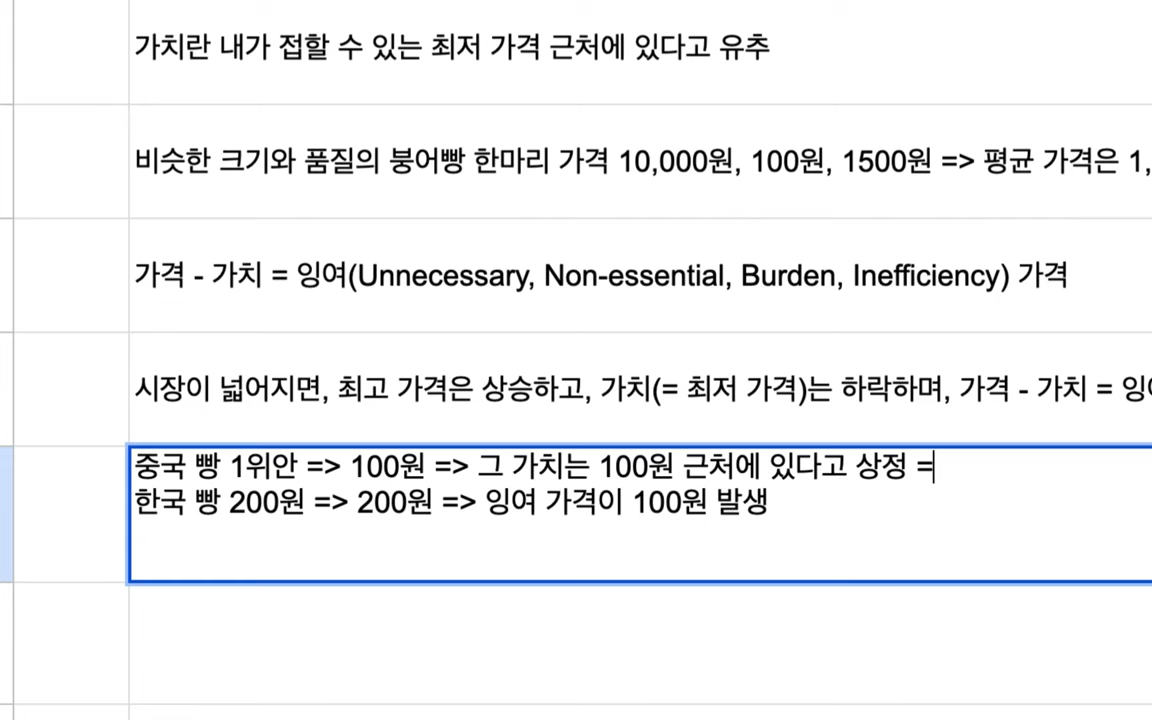 가치란 내가 접할 수 있는 최저 가격 근처에 있다고 유추
비슷한 크기와 품질의 붕어빵 한마리 가격 10,000원, 100원, 1500원 => 평균 가격은 1,
가격 - 가치 = 잉여(Unnecessary, Non-essential, Burden, Inefficiency) 가격
시장이 넓어지면, 최고 가격은 상승하고, 가치(= 최저 가격)는 하락하며, 가격 - 가치 = 잉
중국 빵 1위안 => 100원 => 그 가치는 100원 근처에 있다고 상정 =
한국 빵 200원 => 200원 => 잉여 가격이 100원 발생